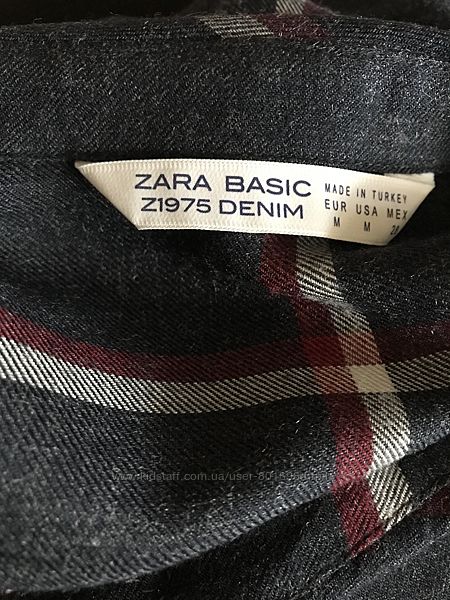 ZARA BASIC
Z1975 DENIM
MADE IN TURKEY
EUR USA MEX
M M